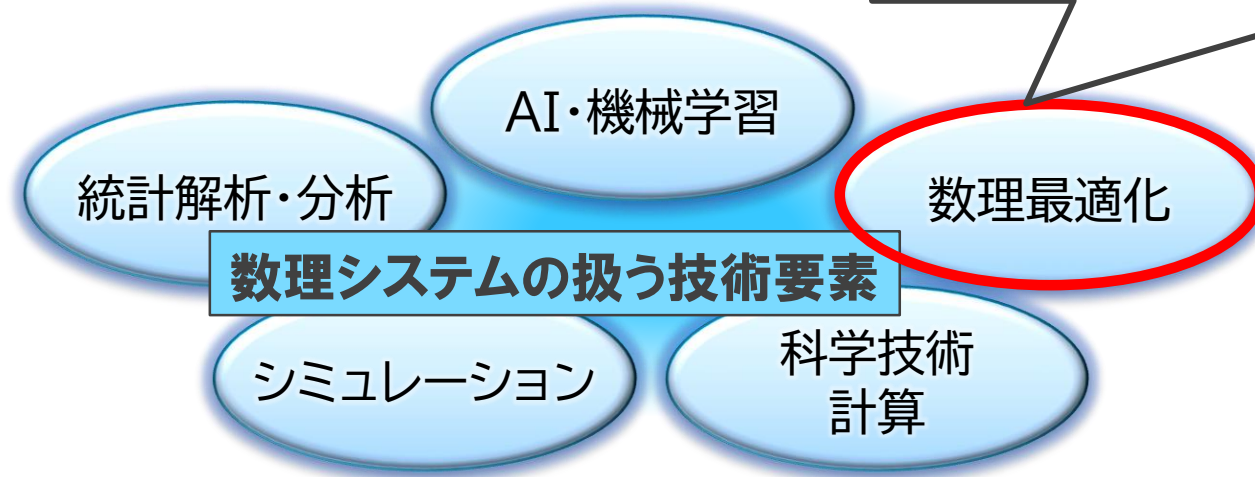 AI・機械学習
統計解析・分析
数理最適化
数理システムの扱う技術要素
シミュレーション
科学技術
計算